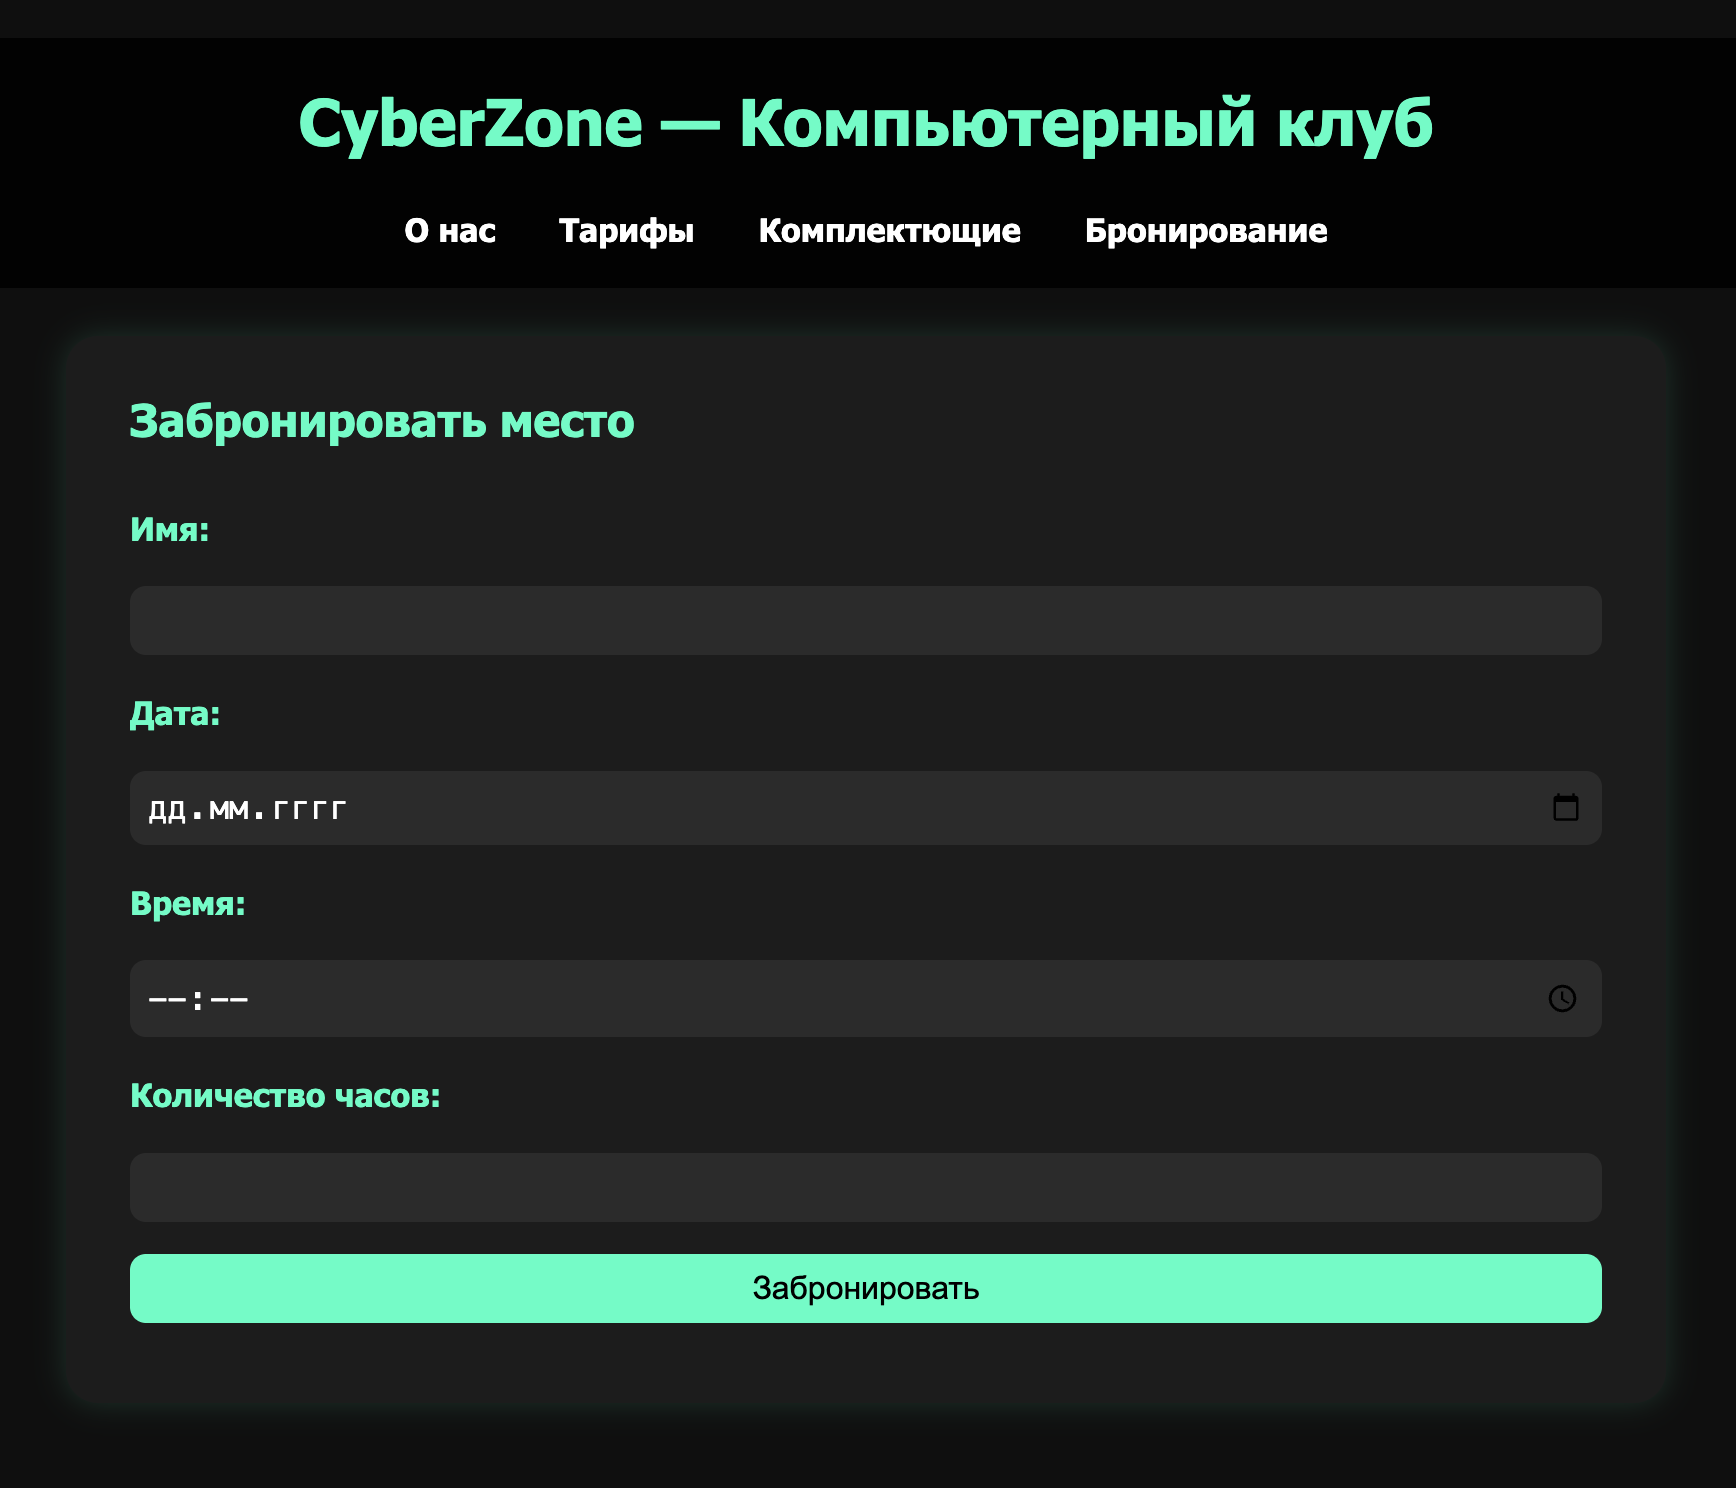 CyberZone — Компьютерный клуб
О нас Тарифы Комплектющие Бронирование
Забронировать место
Имя:
Дата:
дд.мм.гггг
Время:
--:--
Количество часов:
Забронировать